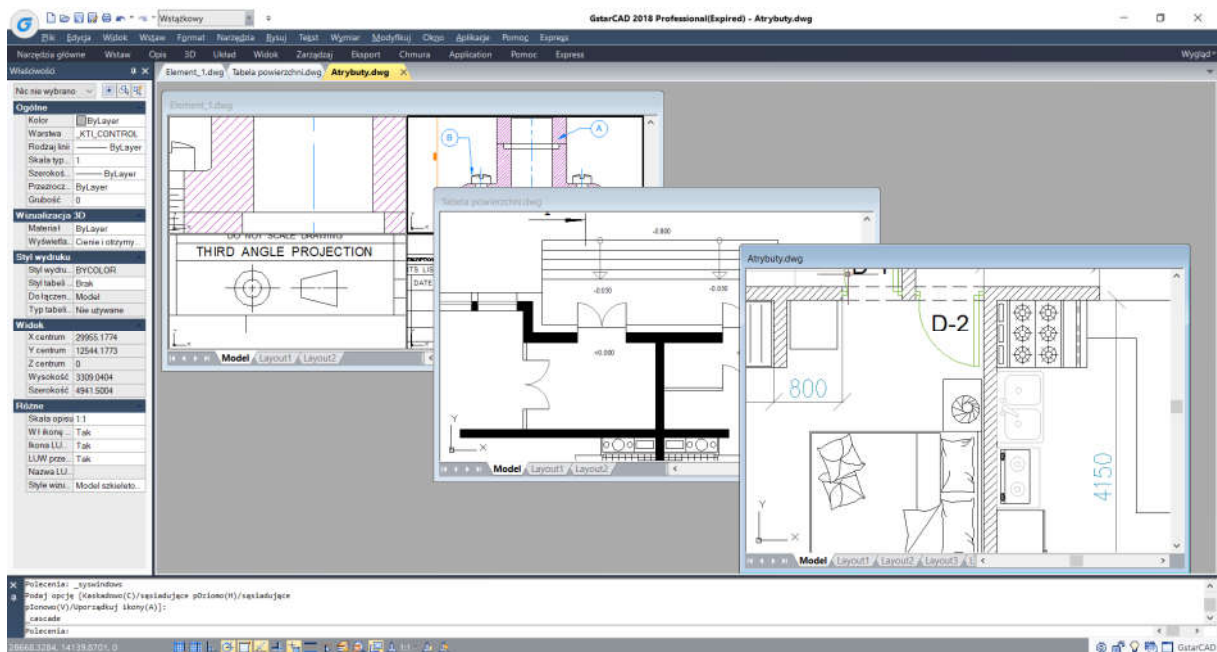 Wstążkowy
GstarCAD 2018 Professional(Expired) - Atrybuty.dwg
Plik Edycja Widok Wstaw Format Narzędzia Rysuj Tekst Wymiar Modyfikuj Okno Aplikacje Pomoc Express
Narzędzia główne Wstaw Opis 3D Układ Widok Zarządzaj Eksport Chmura Application Pomoc Express Wygląd
Właściwości
Element_1.dwg Tabela powierzchni.dwg Atrybuty.dwg
Nic nie wybrano
Ogólne
Kolor ByLayer
Warstwa _KTI_CONTROL
Rodzaj linii ByLayer
Skala typ... 1
Szerokoś... ByLayer
Przezrocz... ByLayer
Grubość 0
Wizualizacja 3D
Materiał ByLayer
Wyświetla... Cienie i otrzymy...
Styl wydruku
Styl wydru... BYCOLOR
Styl tabeli... Brak
Dołączen... Model
Typ tabeli... Nie używane
Widok
X centrum 29955.1774
Y centrum 12544.1773
Z centrum 0
Wysokość 3309.0404
Szerokość 4941.5004
Różne
Skala opisu 1:1
Wł ikonę ... Tak
Ikona LU... Tak
LUW prze... Tak
Nazwa LU...
Style wizu... Model szkieleto...
Element_1.dwg
B
A
DO NOT SCALE DRAWING
THIRD ANGLE PROJECTION
DATE
Model Layout1 Layout2
Tabela powierzchni.dwg
-0.030
-0.030
+0.000
Y
X
Model Layout1 Layout2
Atrybuty.dwg
D-2
800
4150
Y
X
Model Layout1 Layout2 Layout3
Polecenia: _syswindows
Podej opcję [Kaskadowo(C)/sąsiadujące pOziomo(H)/sąsiadujące
pIonowo(V)/Uporządkuj ikony(A)]:
_cascade
Polecenia:
28668.3284, 14139.8701, 0
GstarCAD